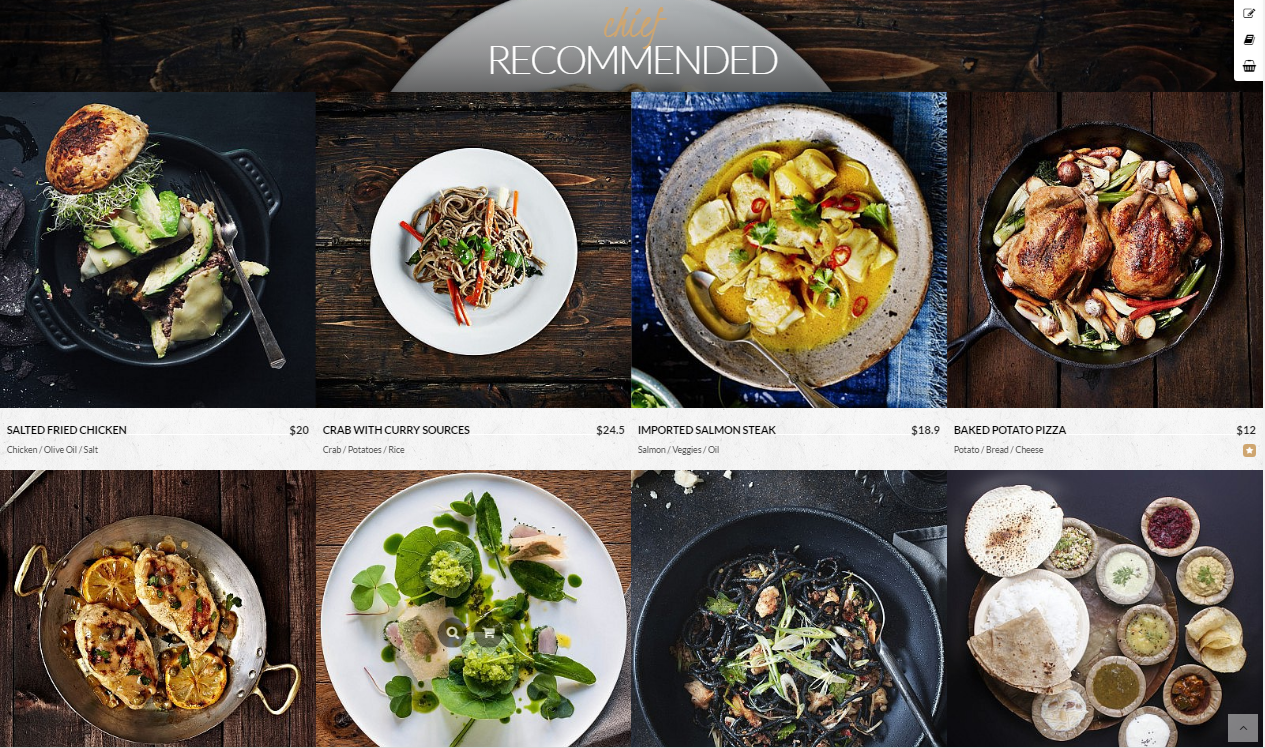 chief
RECOMMENDED
SALTED FRIED CHICKEN $20
Chicken / Olive Oil / Salt
CRAB WITH CURRY SOURCES $24.5
Crab / Potatoes / Rice
IMPORTED SALMON STEAK $18.9
Salmon / Veggies / Oil
BAKED POTATO PIZZA $12
Potato / Bread / Cheese